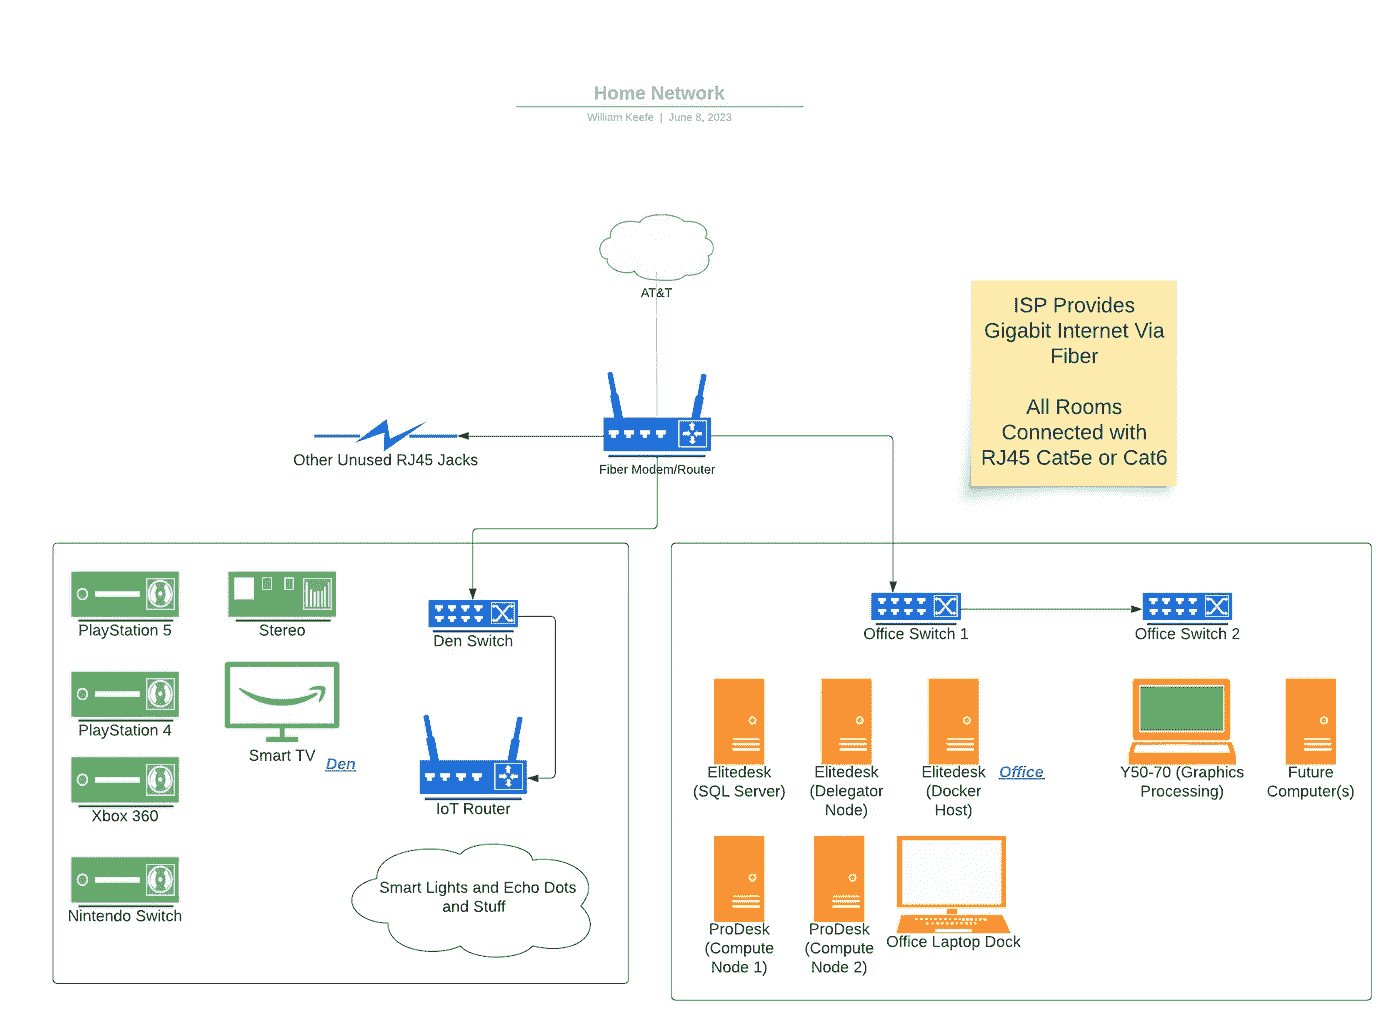 Home Network
William Keefe | June 8, 2023
AT&T
ISP Provides
Gigabit Internet Via
Fiber
All Rooms
Connected with
RJ45 Cat5e or Cat6
Other Unused RJ45 Jacks
Fiber Modem/Router
PlayStation 5
Stereo
Den Switch
PlayStation 4
Smart TV
Den
Xbox 360
IoT Router
Nintendo Switch
Smart Lights and Echo Dots
and Stuff
Office Switch 1
Office Switch 2
Elitedesk
(SQL Server)
Elitedesk
(Delegator
Node)
Elitedesk
(Docker
Host)
Office
Y50-70 (Graphics
Processing)
Future
Computer(s)
ProDesk
(Compute
Node 1)
ProDesk
(Compute
Node 2)
Office Laptop Dock